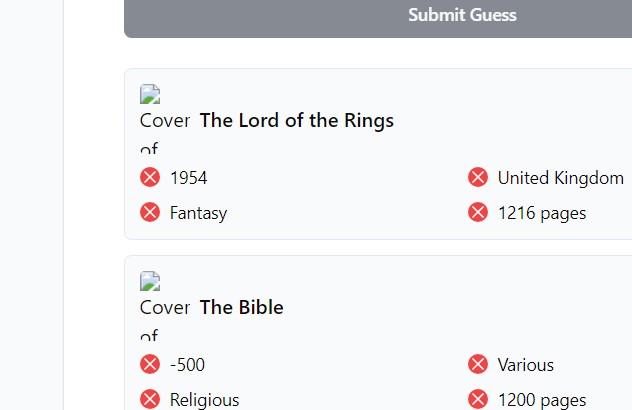 Submit Guess
Cover The Lord of the Rings
of
1954 United Kingdom
Fantasy 1216 pages
Cover The Bible
of
-500 Various
Religious 1200 pages